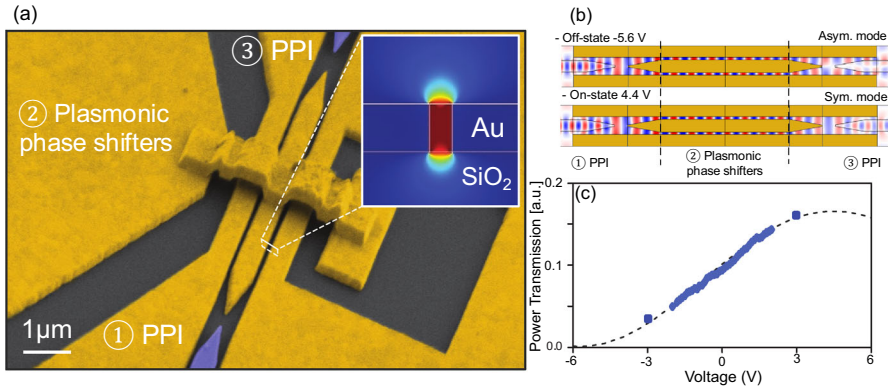 (a)
③ PPI
② Plasmonic
phase shifters
Au
SiO₂
① PPI
1μm
(b)
- Off-state -5.6 V
Asym. mode
- On-state 4.4 V
Sym. mode
① PPI
② Plasmonic
phase shifters
③ PPI
(c)
Power Transmission [a.u.]
0.2
0.1
0.0
-6
-3
0
3
6
Voltage (V)